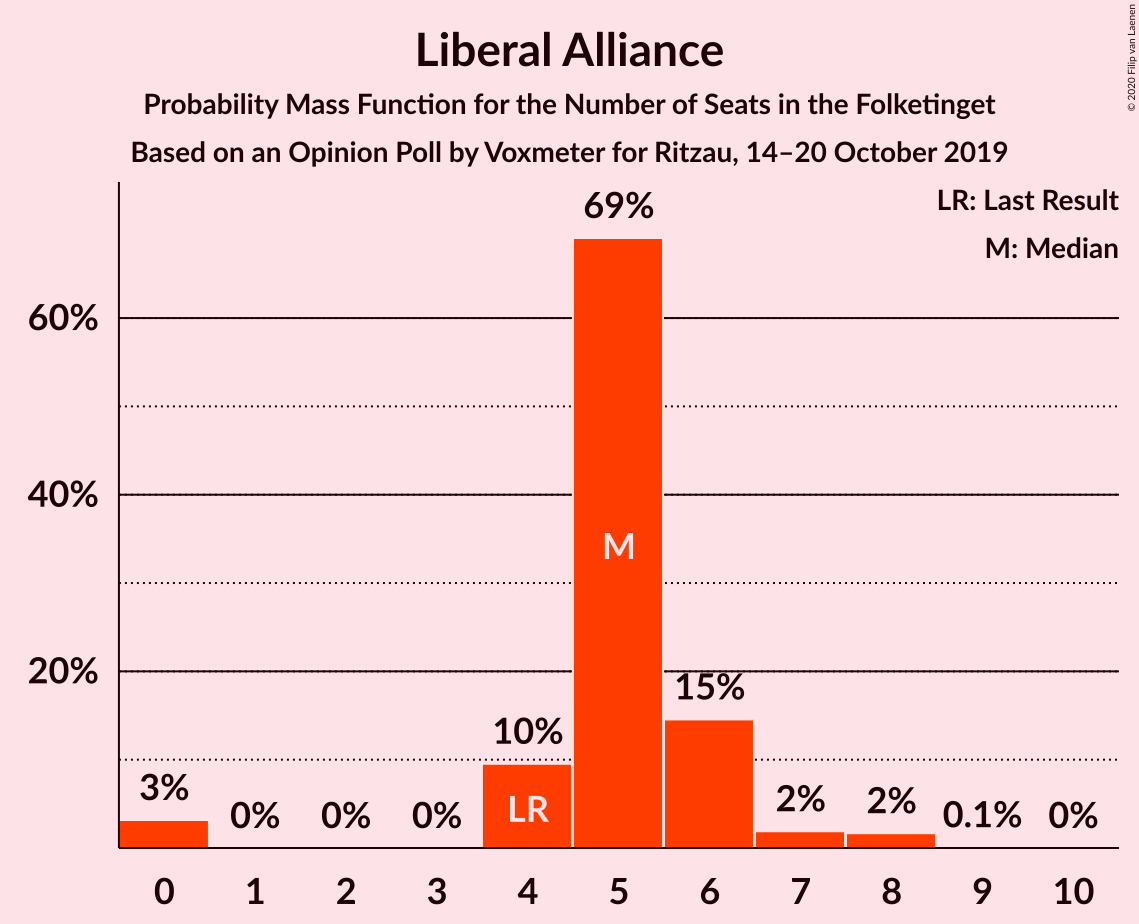 Liberal Alliance
Probability Mass Function for the Number of Seats in the Folketinget
Based on an Opinion Poll by Voxmeter for Ritzau, 14–20 October 2019
© 2020 Filip van Laenen
LR: Last Result
M: Median
60%
40%
20%
3%
0%
0%
0%
10%
69%
15%
2%
2%
0.1%
0%
LR
M
0 1 2 3 4 5 6 7 8 9 10